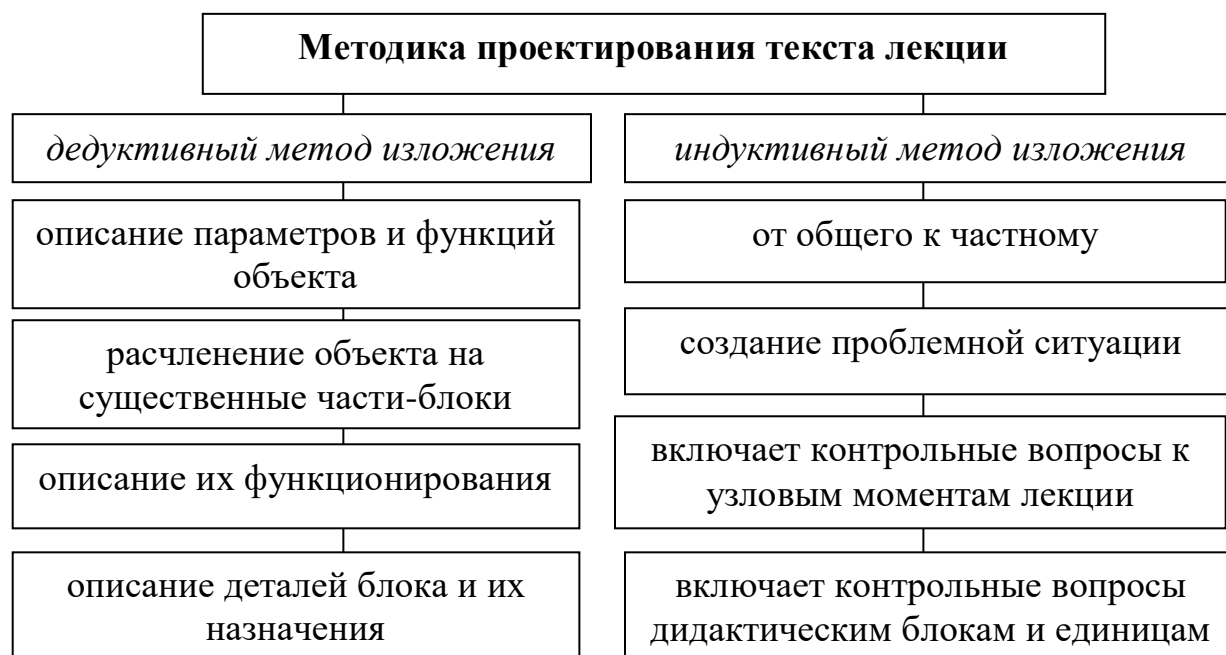 Методика проектирования текста лекции
дедуктивный метод изложения
описание параметров и функций
объекта
расчленение объекта на
существенные части-блоки
описание их функционирования
описание деталей блока и их
назначения
индуктивный метод изложения
от общего к частному
создание проблемной ситуации
включает контрольные вопросы к
узловым моментам лекции
включает контрольные вопросы
дидактическим блокам и единицам